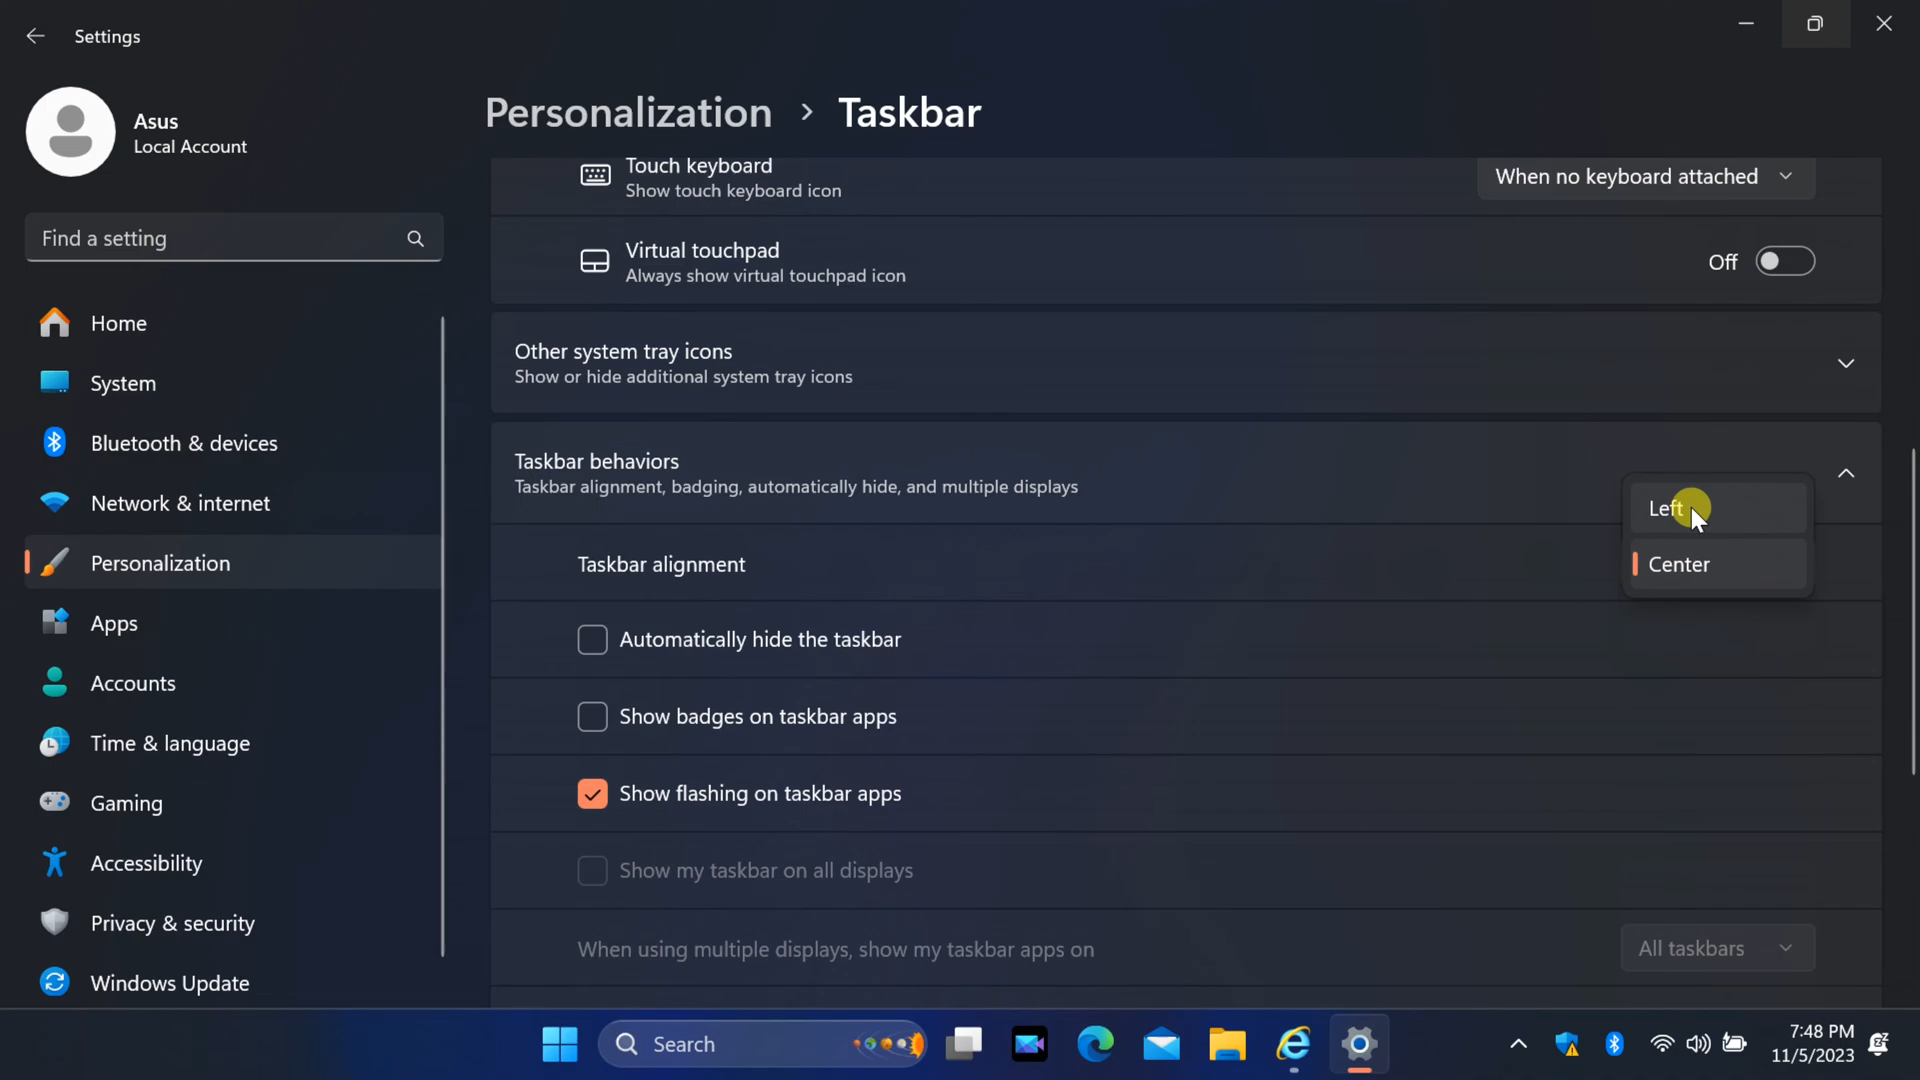 Settings
Asus
Local Account
Find a setting
Home
System
Bluetooth & devices
Network & internet
Personalization
Apps
Accounts
Time & language
Gaming
Accessibility
Privacy & security
Windows Update
Personalization > Taskbar
Touch keyboard
Show touch keyboard icon
When no keyboard attached
Virtual touchpad
Always show virtual touchpad icon
Off
Other system tray icons
Show or hide additional system tray icons
Taskbar behaviors
Taskbar alignment, badging, automatically hide, and multiple displays
Left
Taskbar alignment
Center
Automatically hide the taskbar
Show badges on taskbar apps
Show flashing on taskbar apps
Show my taskbar on all displays
When using multiple displays, show my taskbar apps on
All taskbars
Search
7:48 PM
11/5/2023